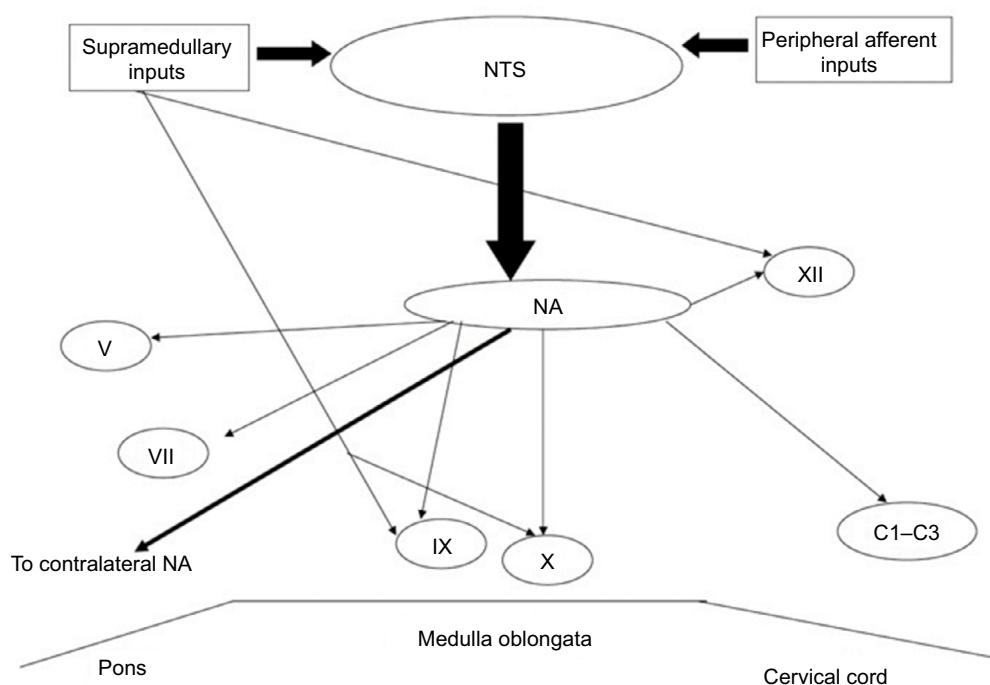 Supramedullary
inputs
NTS
Peripheral afferent
inputs
XII
NA
V
VII
IX
X
C1–C3
To contralateral NA
Medulla oblongata
Pons
Cervical cord